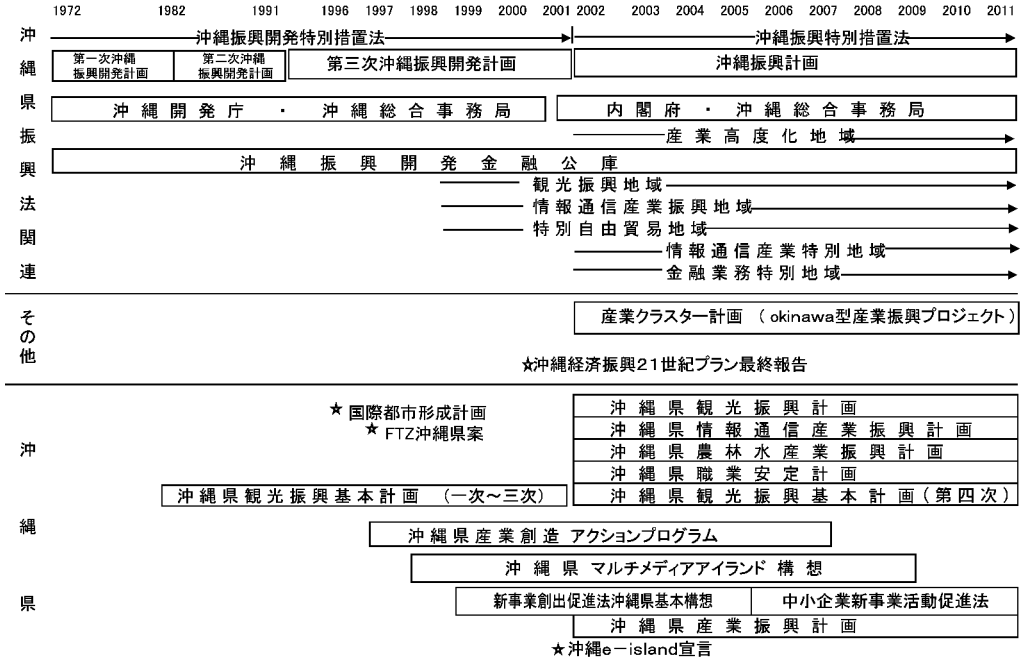 1972 1982 1991 1996 1997 1998 1999 2000 2001 2002 2003 2004 2005 2006 2007 2008 2009 2010 2011
沖縄県振興法関連
沖縄振興開発特別措置法 沖縄振興特別措置法
第一次沖縄振興開発計画 第二次沖縄振興開発計画 第三次沖縄振興開発計画 沖縄振興計画
沖縄開発庁・沖縄総合事務局 内閣府・沖縄総合事務局
産業高度化地域
沖縄振興開発金融公庫
観光振興地域
情報通信産業振興地域
特別自由貿易地域
情報通信産業特別地域
金融業務特別地域
その他
産業クラスター計画 (okinawa型産業振興プロジェクト)
☆沖縄経済振興21世紀プラン最終報告
沖縄県
沖縄県観光振興計画
☆国際都市形成計画
沖縄県情報通信産業振興計画
☆FTZ沖縄県案
沖縄県農林水産業振興計画
沖縄県職業安定計画
沖縄県観光振興基本計画 (一次~三次) 沖縄県観光振興基本計画(第四次)
沖縄県産業創造アクションプログラム
沖縄県マルチメディアアイランド構想
新事業創出促進法沖縄県基本構想 中小企業新事業活動促進法
沖縄県産業振興計画
☆沖縄e-island宣言